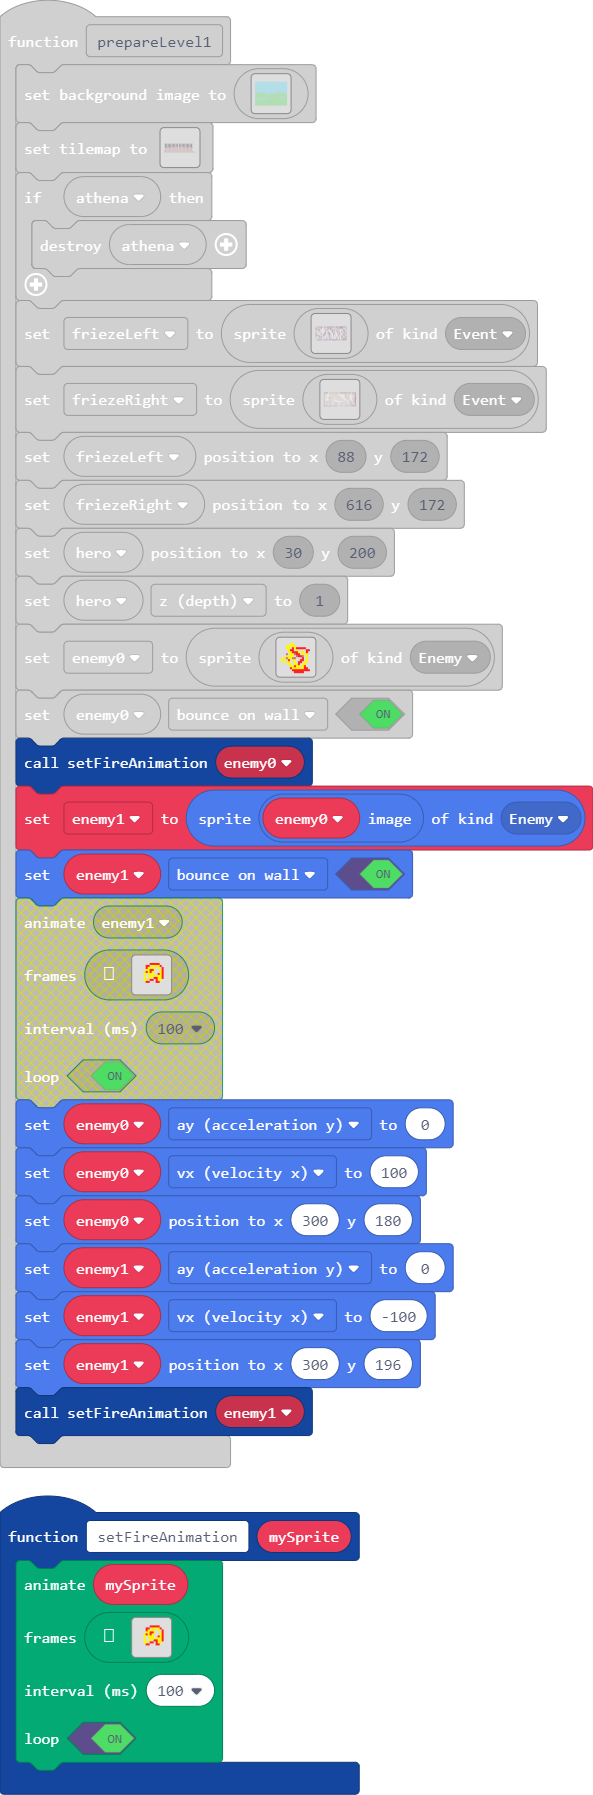 function prepareLevel1
set background image to
set tilemap to
if athena then
destroy athena
set friezeLeft to sprite of kind Event
set friezeRight to sprite of kind Event
set friezeLeft position to x 88 y 172
set friezeRight position to x 616 y 172
set hero position to x 30 y 200
set hero z (depth) to 1
set enemy0 to sprite of kind Enemy
set enemy0 bounce on wall ON
call setFireAnimation enemy0
set enemy1 to sprite enemy0 image of kind Enemy
set enemy1 bounce on wall ON
animate enemy1
frames
interval (ms) 100
loop ON
set enemy0 ay (acceleration y) to 0
set enemy0 vx (velocity x) to 100
set enemy0 position to x 300 y 180
set enemy1 ay (acceleration y) to 0
set enemy1 vx (velocity x) to -100
set enemy1 position to x 300 y 196
call setFireAnimation enemy1
function setFireAnimation mySprite
animate mySprite
frames
interval (ms) 100
loop ON